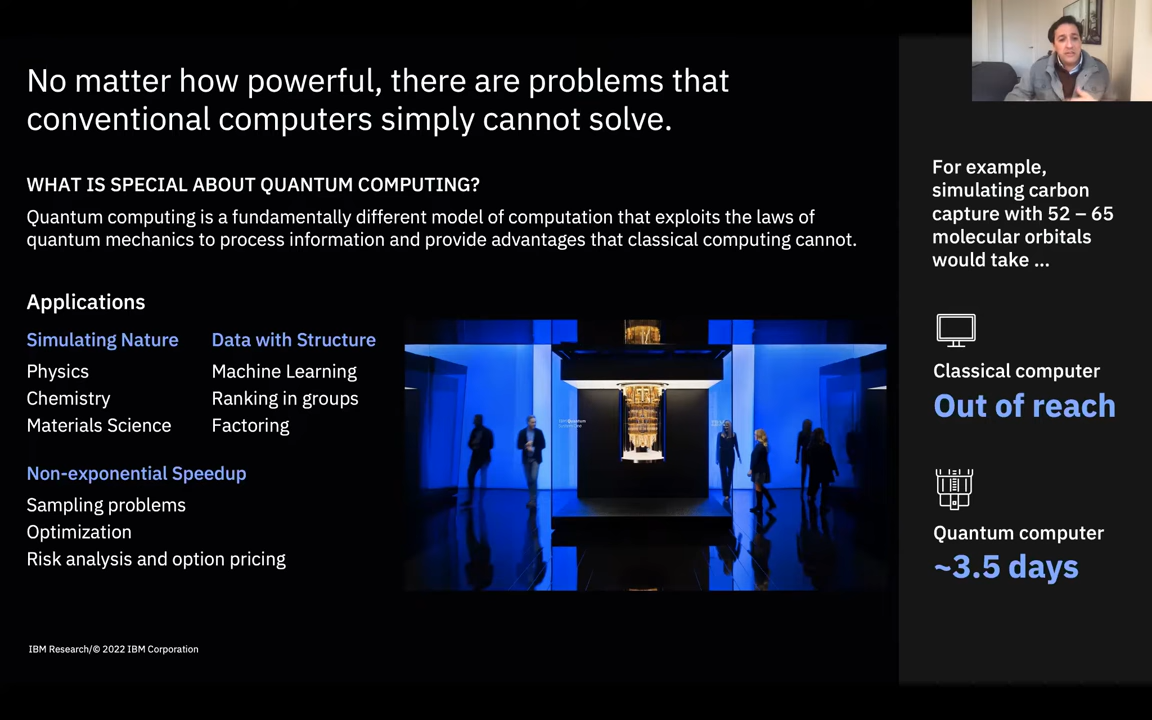 No matter how powerful, there are problems that
conventional computers simply cannot solve.
WHAT IS SPECIAL ABOUT QUANTUM COMPUTING?
Quantum computing is a fundamentally different model of computation that exploits the laws of
quantum mechanics to process information and provide advantages that classical computing cannot.
Applications
Simulating Nature
Physics
Chemistry
Materials Science
Data with Structure
Machine Learning
Ranking in groups
Factoring
Non-exponential Speedup
Sampling problems
Optimization
Risk analysis and option pricing
IBM Research/© 2022 IBM Corporation
For example,
simulating carbon
capture with 52 – 65
molecular orbitals
would take ...
Classical computer
Out of reach
Quantum computer
~3.5 days